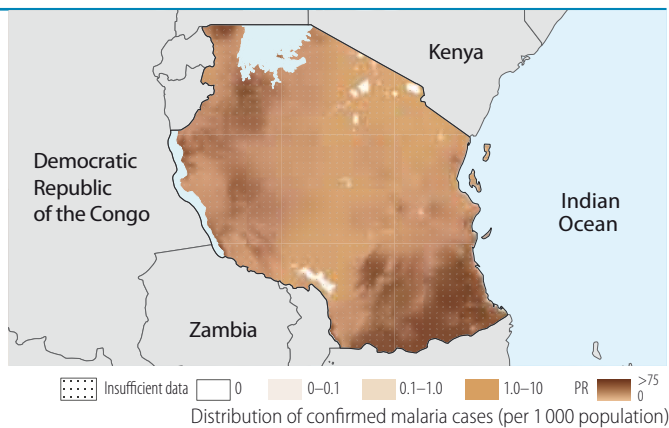 Kenya
Democratic
Republic
of the Congo
Indian
Ocean
Zambia
Insufficient data 0 0–0.1 0.1–1.0 1.0–10 PR >75
0
Distribution of confirmed malaria cases (per 1 000 population)